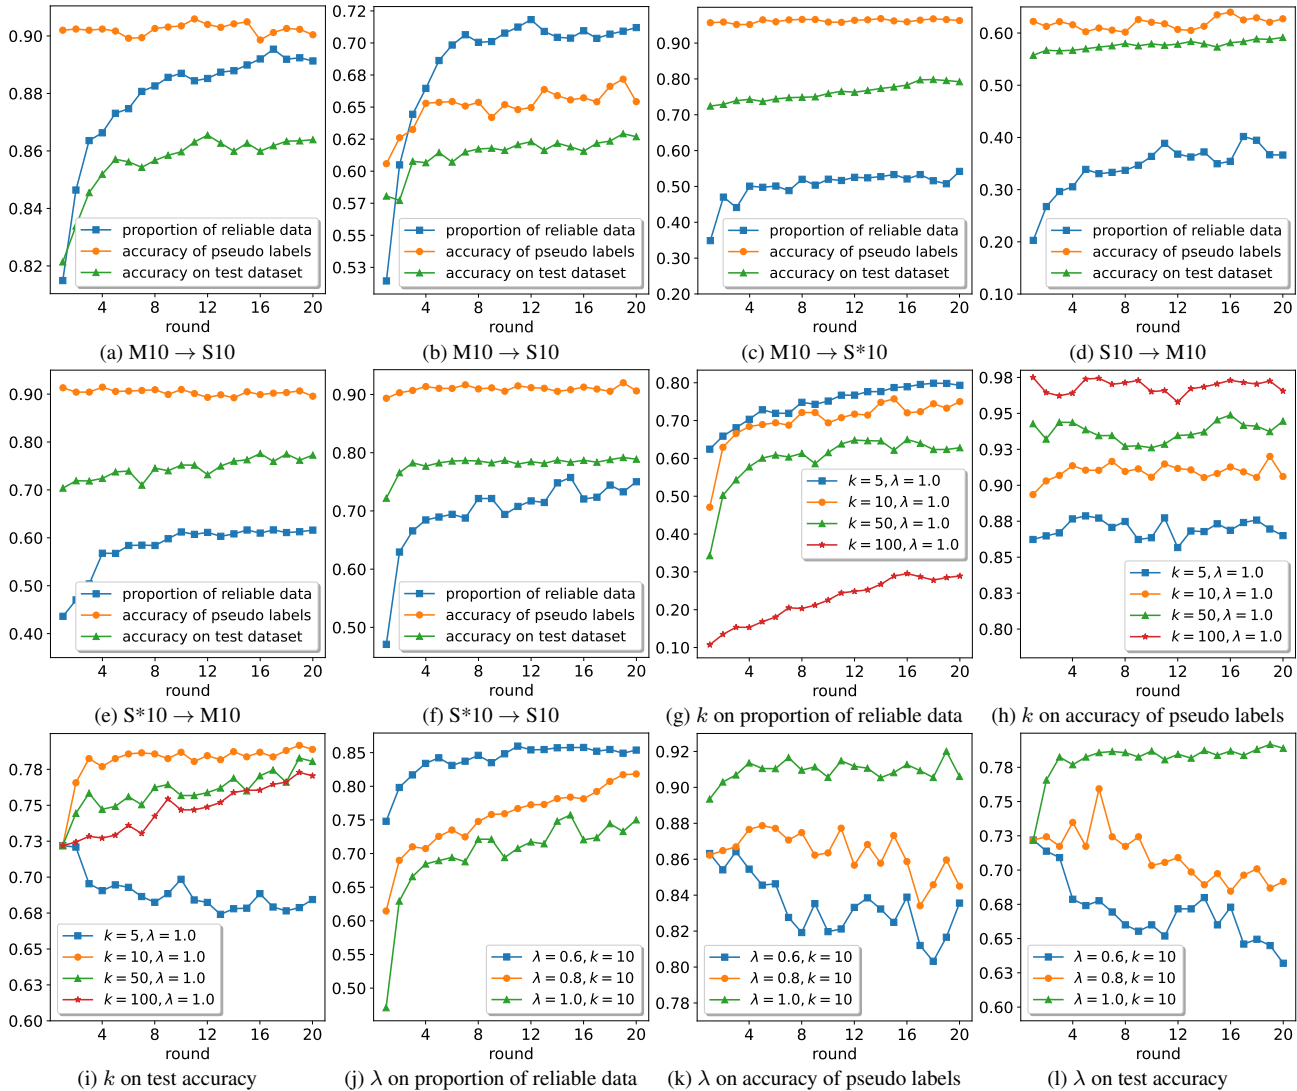 0.90
0.88
0.86
0.84
0.82
proportion of reliable data
accuracy of pseudo labels
accuracy on test dataset
4 8 12 16 20
round
(a) M10 → S10
0.72
0.70
0.68
0.65
0.62
0.60
0.57
0.55
0.53
proportion of reliable data
accuracy of pseudo labels
accuracy on test dataset
4 8 12 16 20
round
(b) M10 → S10
0.90
0.80
0.70
0.60
0.50
0.40
0.30
0.20
proportion of reliable data
accuracy of pseudo labels
accuracy on test dataset
4 8 12 16 20
round
(c) M10 → S*10
0.60
0.50
0.40
0.30
0.20
0.10
proportion of reliable data
accuracy of pseudo labels
accuracy on test dataset
4 8 12 16 20
round
(d) S10 → M10
0.90
0.80
0.70
0.60
0.50
0.40
proportion of reliable data
accuracy of pseudo labels
accuracy on test dataset
4 8 12 16 20
round
(e) S*10 → M10
0.90
0.80
0.70
0.60
0.50
proportion of reliable data
accuracy of pseudo labels
accuracy on test dataset
4 8 12 16 20
round
(f) S*10 → S10
0.80
0.70
0.60
0.50
0.40
0.30
0.20
0.10
k = 5, λ = 1.0
k = 10, λ = 1.0
k = 50, λ = 1.0
k = 100, λ = 1.0
4 8 12 16 20
round
(g) k on proportion of reliable data
0.98
0.95
0.93
0.90
0.88
0.85
0.83
0.80
k = 5, λ = 1.0
k = 10, λ = 1.0
k = 50, λ = 1.0
k = 100, λ = 1.0
4 8 12 16 20
round
(h) k on accuracy of pseudo labels
0.78
0.75
0.73
0.70
0.68
0.65
0.63
0.60
k = 5, λ = 1.0
k = 10, λ = 1.0
k = 50, λ = 1.0
k = 100, λ = 1.0
4 8 12 16 20
round
(i) k on test accuracy
0.85
0.80
0.75
0.70
0.65
0.60
0.55
0.50
λ = 0.6, k = 10
λ = 0.8, k = 10
λ = 1.0, k = 10
4 8 12 16 20
round
(j) λ on proportion of reliable data
0.92
0.90
0.88
0.86
0.84
0.82
0.80
0.78
λ = 0.6, k = 10
λ = 0.8, k = 10
λ = 1.0, k = 10
4 8 12 16 20
round
(k) λ on accuracy of pseudo labels
0.78
0.75
0.73
0.70
0.68
0.65
0.63
0.60
λ = 0.6, k = 10
λ = 0.8, k = 10
λ = 1.0, k = 10
4 8 12 16 20
round
(l) λ on test accuracy